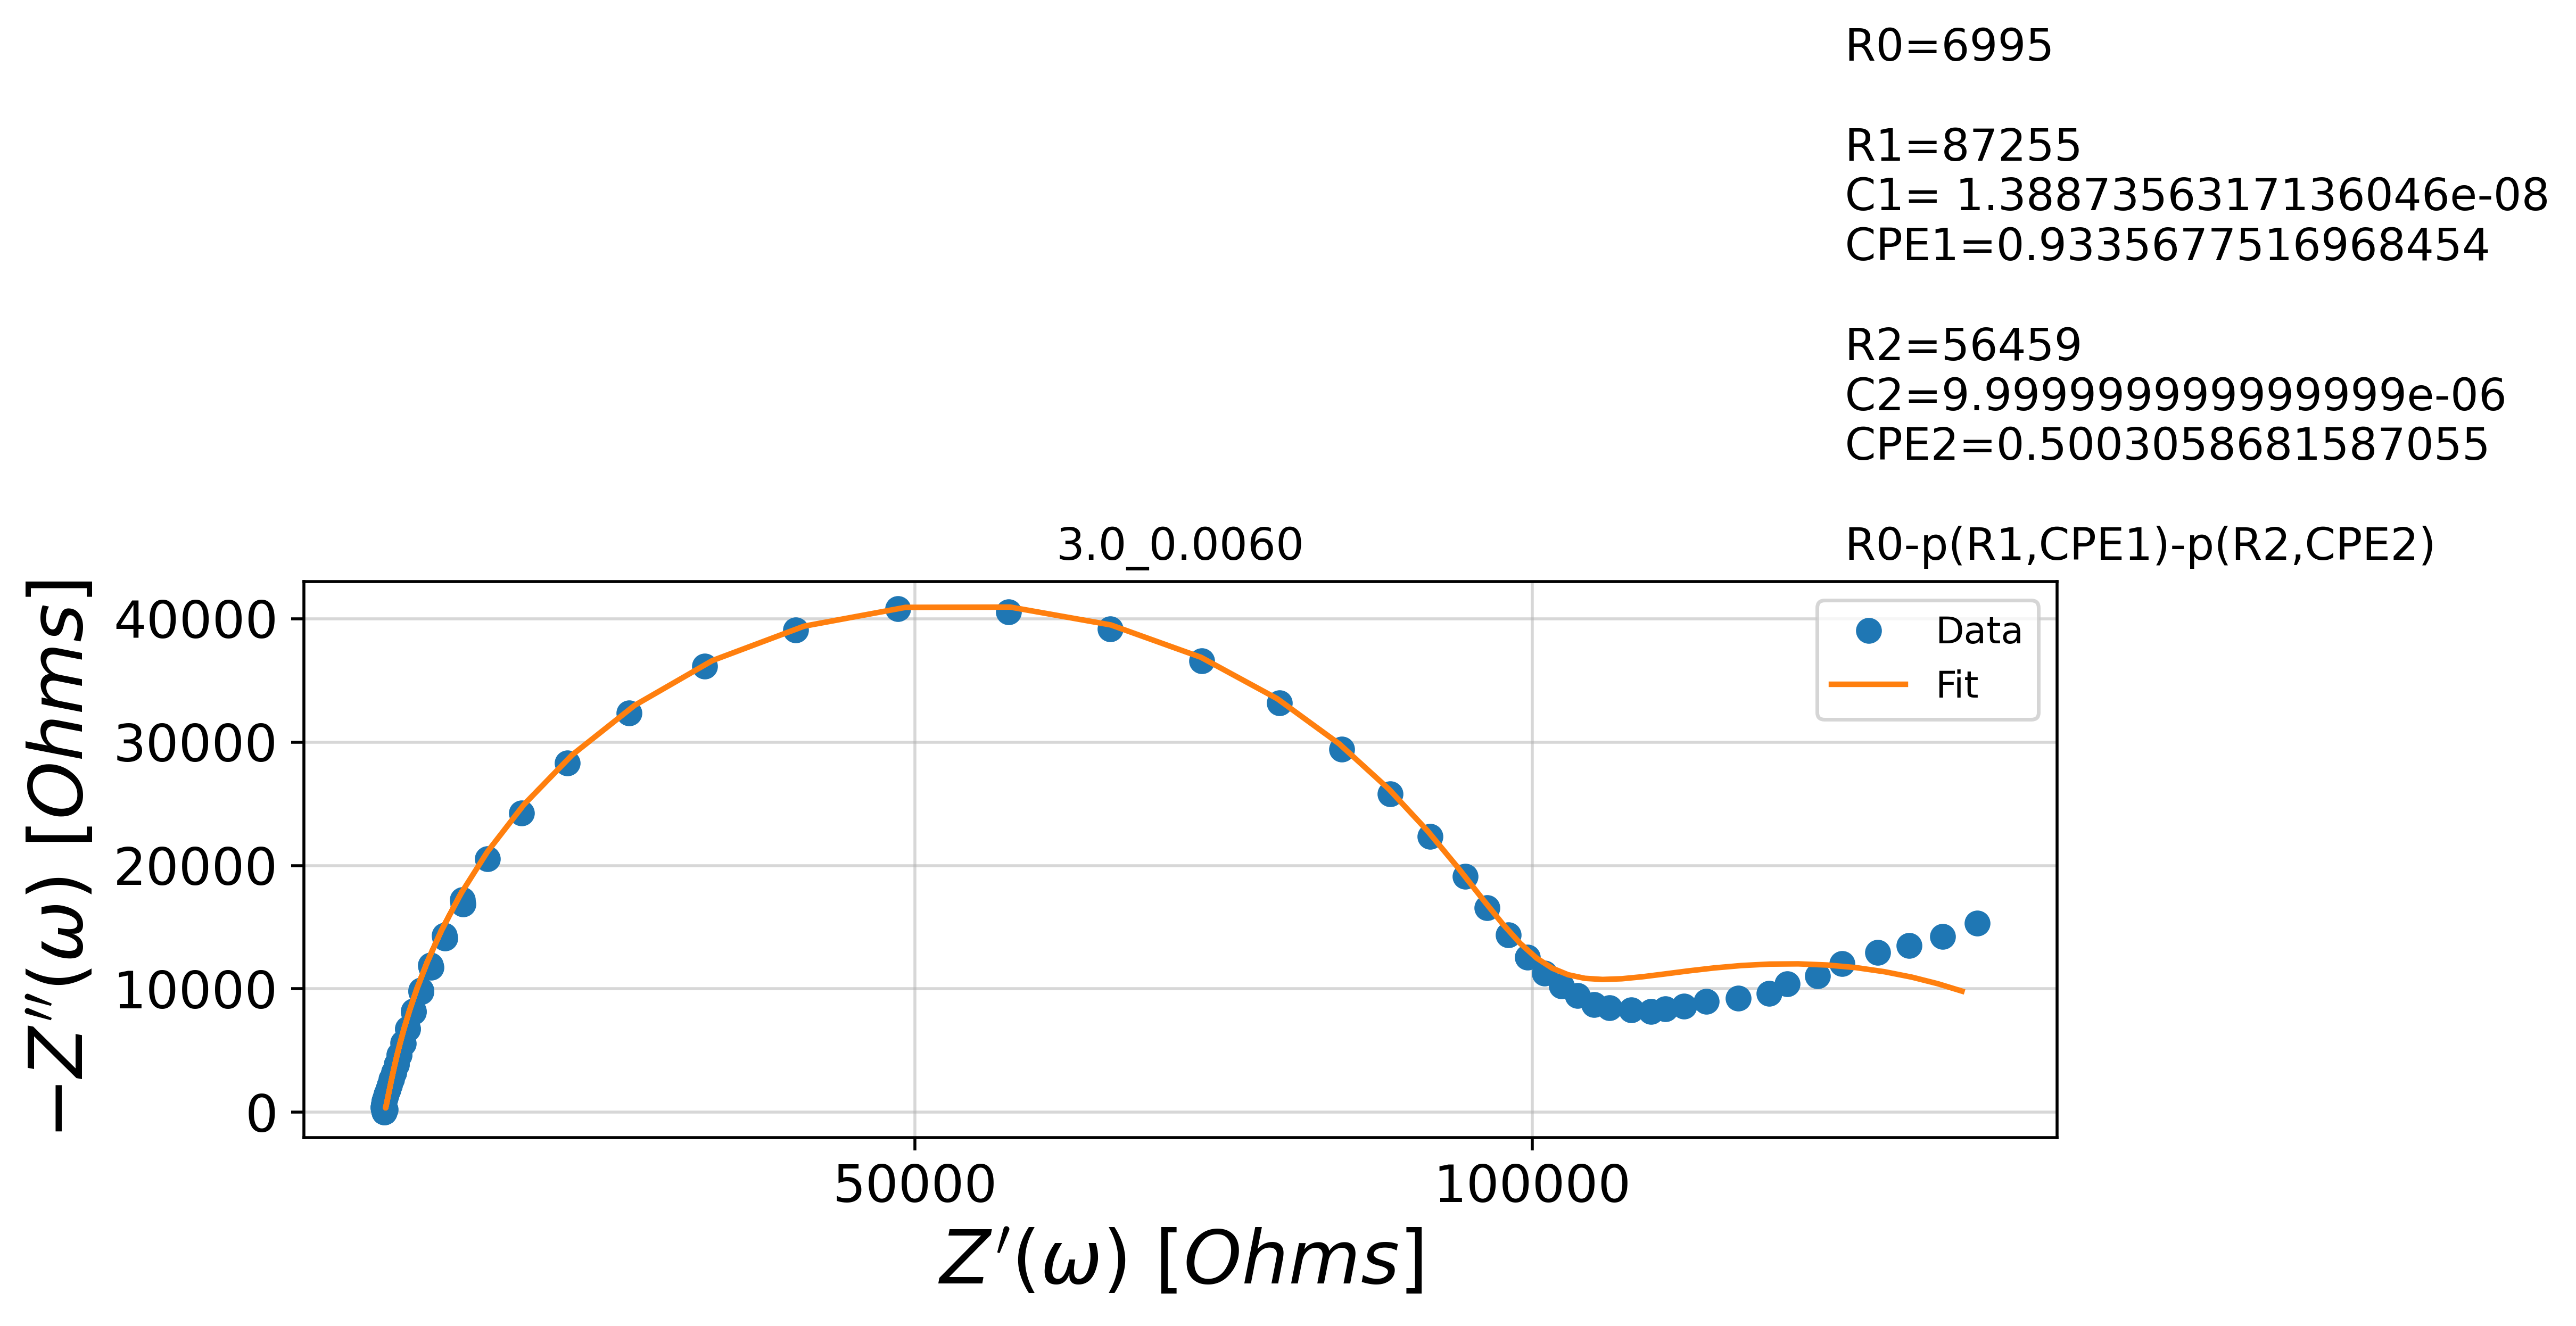 R0=6995
R1=87255
C1= 1.3887356317136046e-08
CPE1=0.9335677516968454
R2=56459
C2=9.999999999999999e-06
CPE2=0.5003058681587055
R0-p(R1,CPE1)-p(R2,CPE2)
3.0_0.0060
Data
Fit
40000
30000
20000
10000
0
−Z″(ω) [Ohms]
50000
100000
Z′(ω) [Ohms]